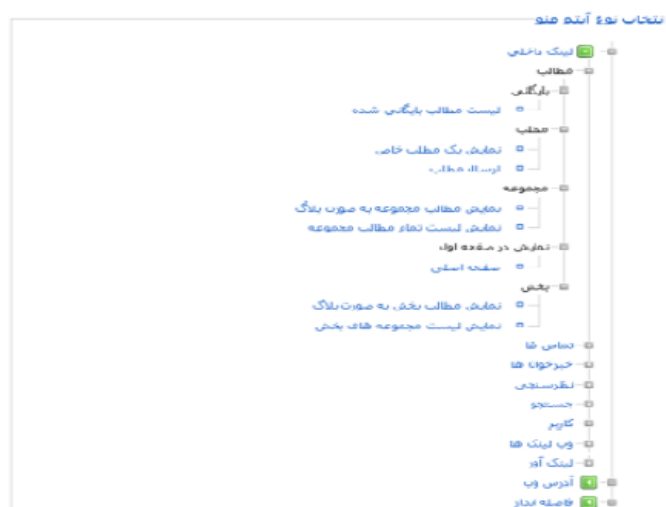 نتخاب نوع آیتم منو
لینک داخلی
مطالب
بایگانی
لیست مطالب بایگانی شده
مطلب
نمایش یک مطلب خاص
ارسال مطلب
مجموعه
نمایش مطالب مجموعه به صورت بلاگ
نمایش لیست تمام مطالب مجموعه
نمایش در صفحه اول
صفحه اصلی
بخش
نمایش مطالب بخش به صورت بلاگ
نمایش لیست مجموعه های بخش
تماس ها
خبرخوان ها
نظرسنجی
جستجو
کاربر
وب لینک ها
لینک آور
آدرس وب
فاصله انداز